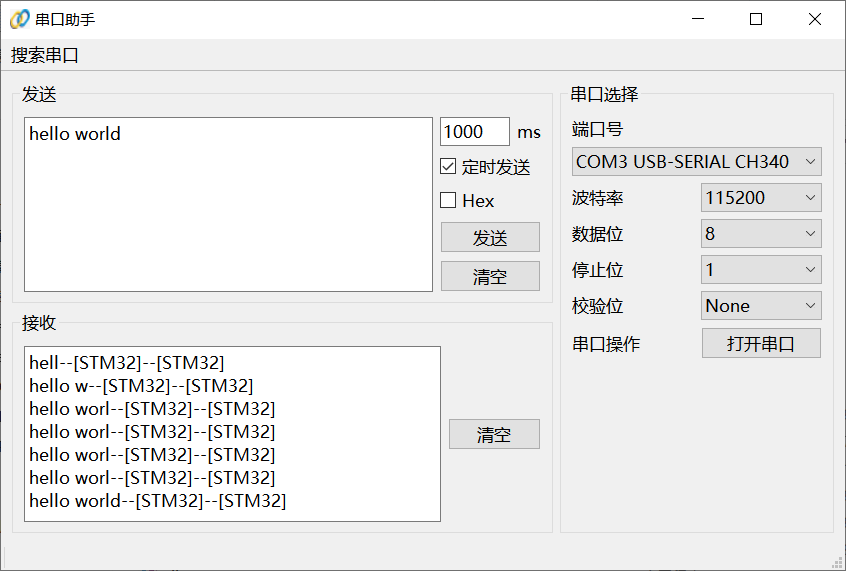 串口助手
搜索串口
发送
hello world
1000 ms
定时发送
Hex
发送
清空
接收
hell--[STM32]--[STM32]
hello w--[STM32]--[STM32]
hello worl--[STM32]--[STM32]
hello worl--[STM32]--[STM32]
hello worl--[STM32]--[STM32]
hello worl--[STM32]--[STM32]
hello world--[STM32]--[STM32]
清空
串口选择
端口号
COM3 USB-SERIAL CH340
波特率 115200
数据位 8
停止位 1
校验位 None
串口操作 打开串口